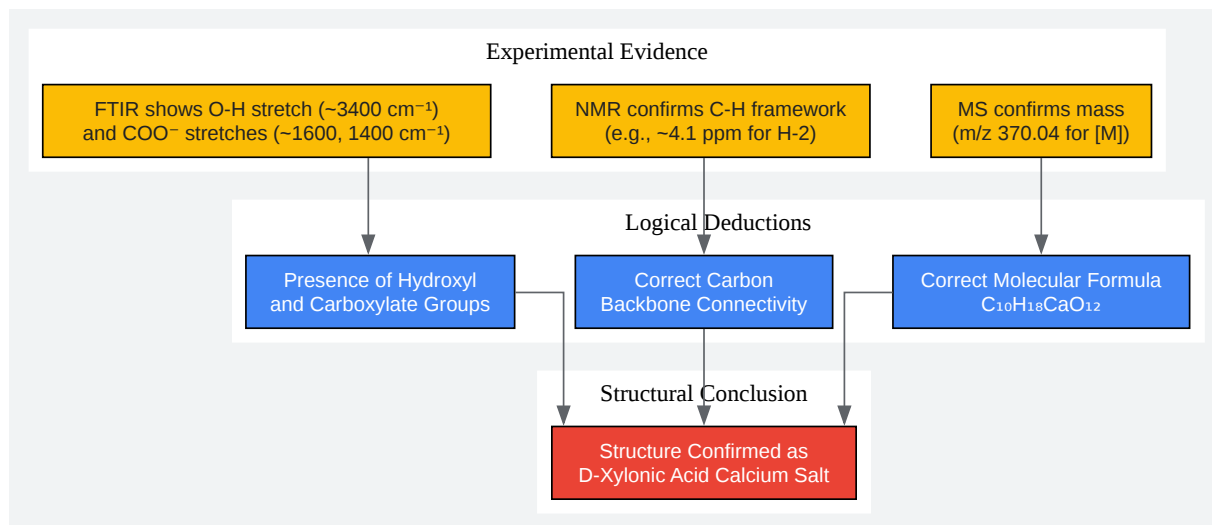 Experimental Evidence
FTIR shows O-H stretch (~3400 cm⁻¹)
and COO⁻ stretches (~1600, 1400 cm⁻¹)
NMR confirms C-H framework
(e.g., ~4.1 ppm for H-2)
MS confirms mass
(m/z 370.04 for [M])
Logical Deductions
Presence of Hydroxyl
and Carboxylate Groups
Correct Carbon
Backbone Connectivity
Correct Molecular Formula
C₁₀H₁₈CaO₁₂
Structural Conclusion
Structure Confirmed as
D-Xylonic Acid Calcium Salt